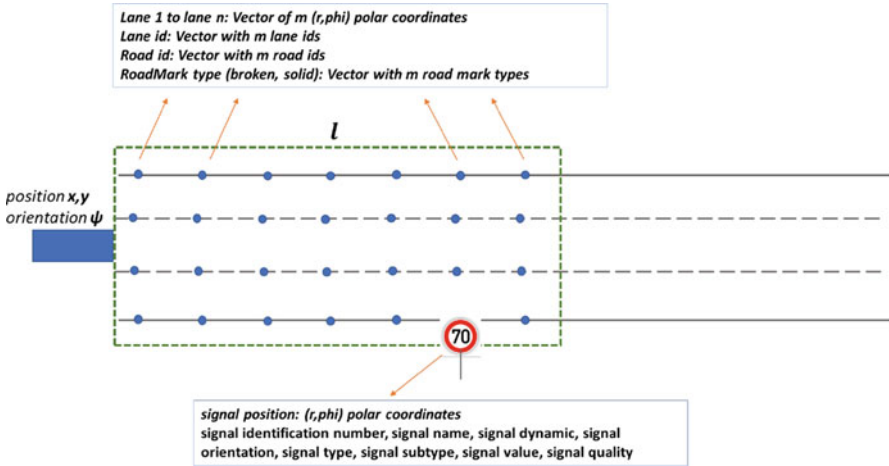 Lane 1 to lane n: Vector of m (r,phi) polar coordinates
Lane id: Vector with m lane ids
Road id: Vector with m road ids
RoadMark type (broken, solid): Vector with m road mark types
l
position x,y
orientation ψ
70
signal position: (r,phi) polar coordinates
signal identification number, signal name, signal dynamic, signal
orientation, signal type, signal subtype, signal value, signal quality